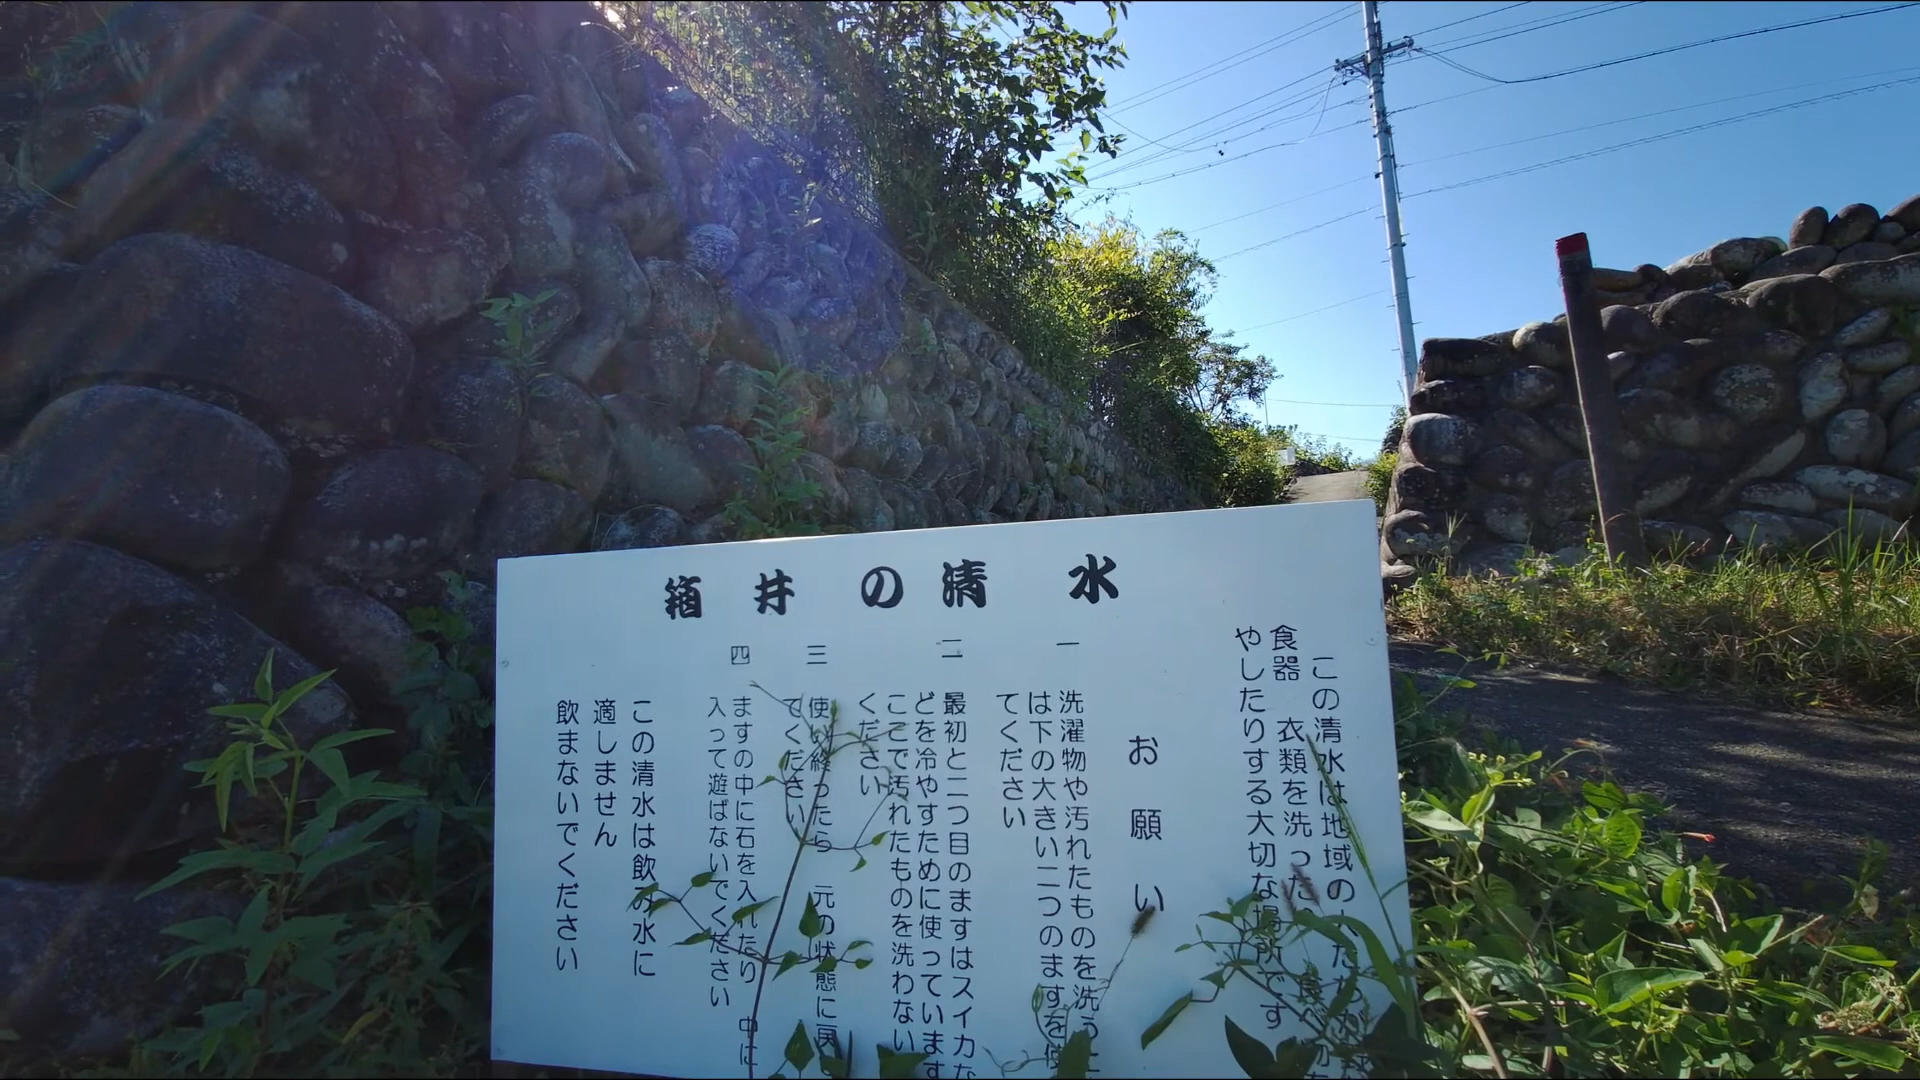 箱井の清水
この清水は地域の
食器 衣類を洗った
やしたりする大切な場所です
お願い
一 洗濯物や汚れたものを洗う
は下の大きい二つのますを使
てください
二 最初と二つ目のますはスイカな
どを冷やすために使っています
ここで汚れたものを洗わない
ください
三 使い終ったら 元の状態に戻
てください
四 ますの中に石を入れたり 中に
入って遊ばないでください
この清水は飲み水に
適しません
飲まないでください